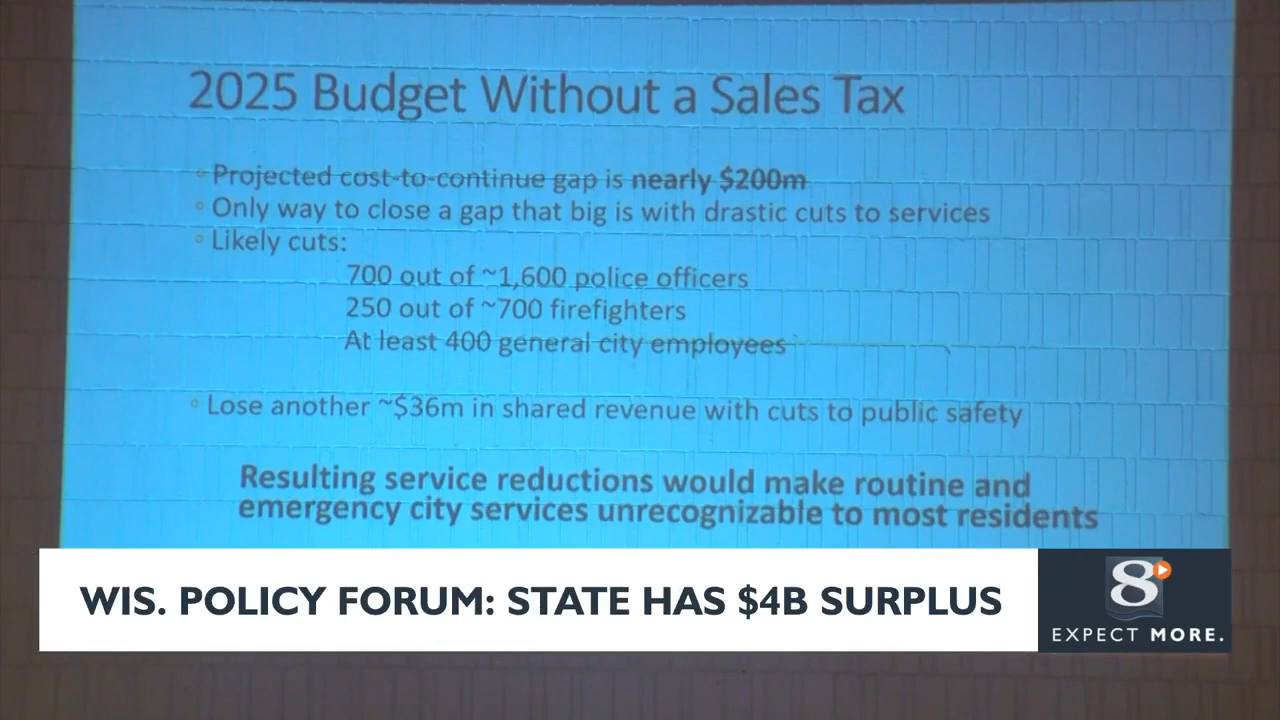 2025 Budget Without a Sales Tax
◦ Projected cost-to-continue gap is nearly $200m
◦ Only way to close a gap that big is with drastic cuts to services
◦ Likely cuts:
700 out of ~1,600 police officers
250 out of ~700 firefighters
At least 400 general city employees
◦ Lose another ~$36m in shared revenue with cuts to public safety
Resulting service reductions would make routine and
emergency city services unrecognizable to most residents
WIS. POLICY FORUM: STATE HAS $4B SURPLUS
8
EXPECT MORE.